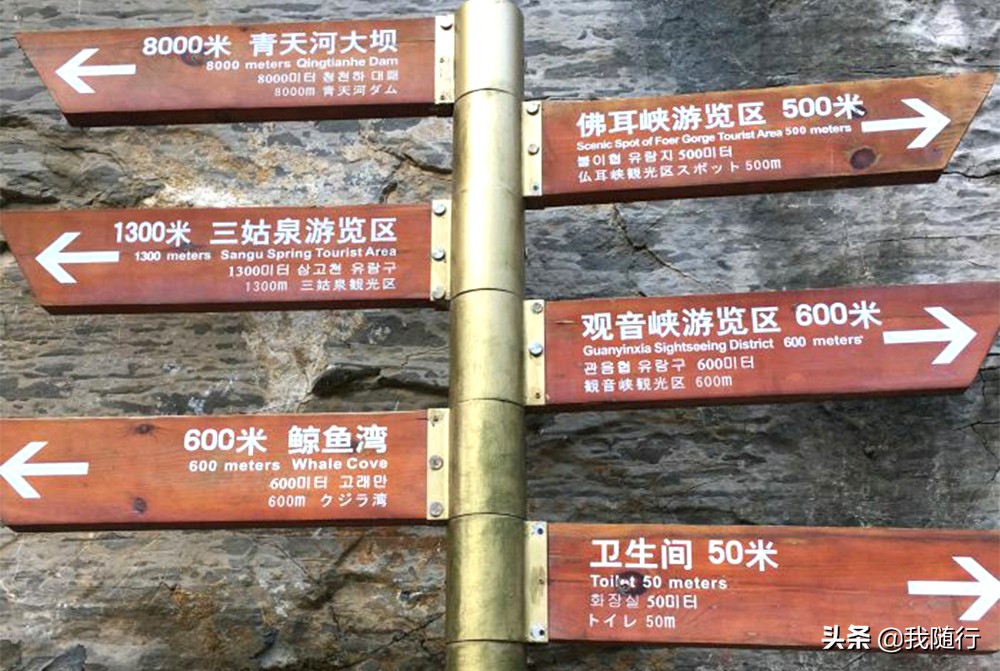 8000米 青天河大坝
8000 meters Qingtianhe Dam
8000미터 청천하 대패
8000m 青天河ダム
佛耳峡游览区 500米
Scenic Spot of Foer Gorge Tourist Area 500 meters
불이협 유람지 500미터
仏耳峡観光区スポット500m
1300米 三姑泉游览区
1300 meters Sangu Spring Tourist Area
1300미터 삼고천 유람구
1300m 三姑泉観光区
观音峡游览区 600米
Guanyinxia Sightseeing District 600 meters
관음협 유람구 600미터
観音峡観光区 600m
600米 鲸鱼湾
600 meters Whale Cove
600미터 고래만
600m クジラ湾
卫生间 50米
Toilet 50 meters
화장실 50미터
トイレ 50m
头条 @我随行